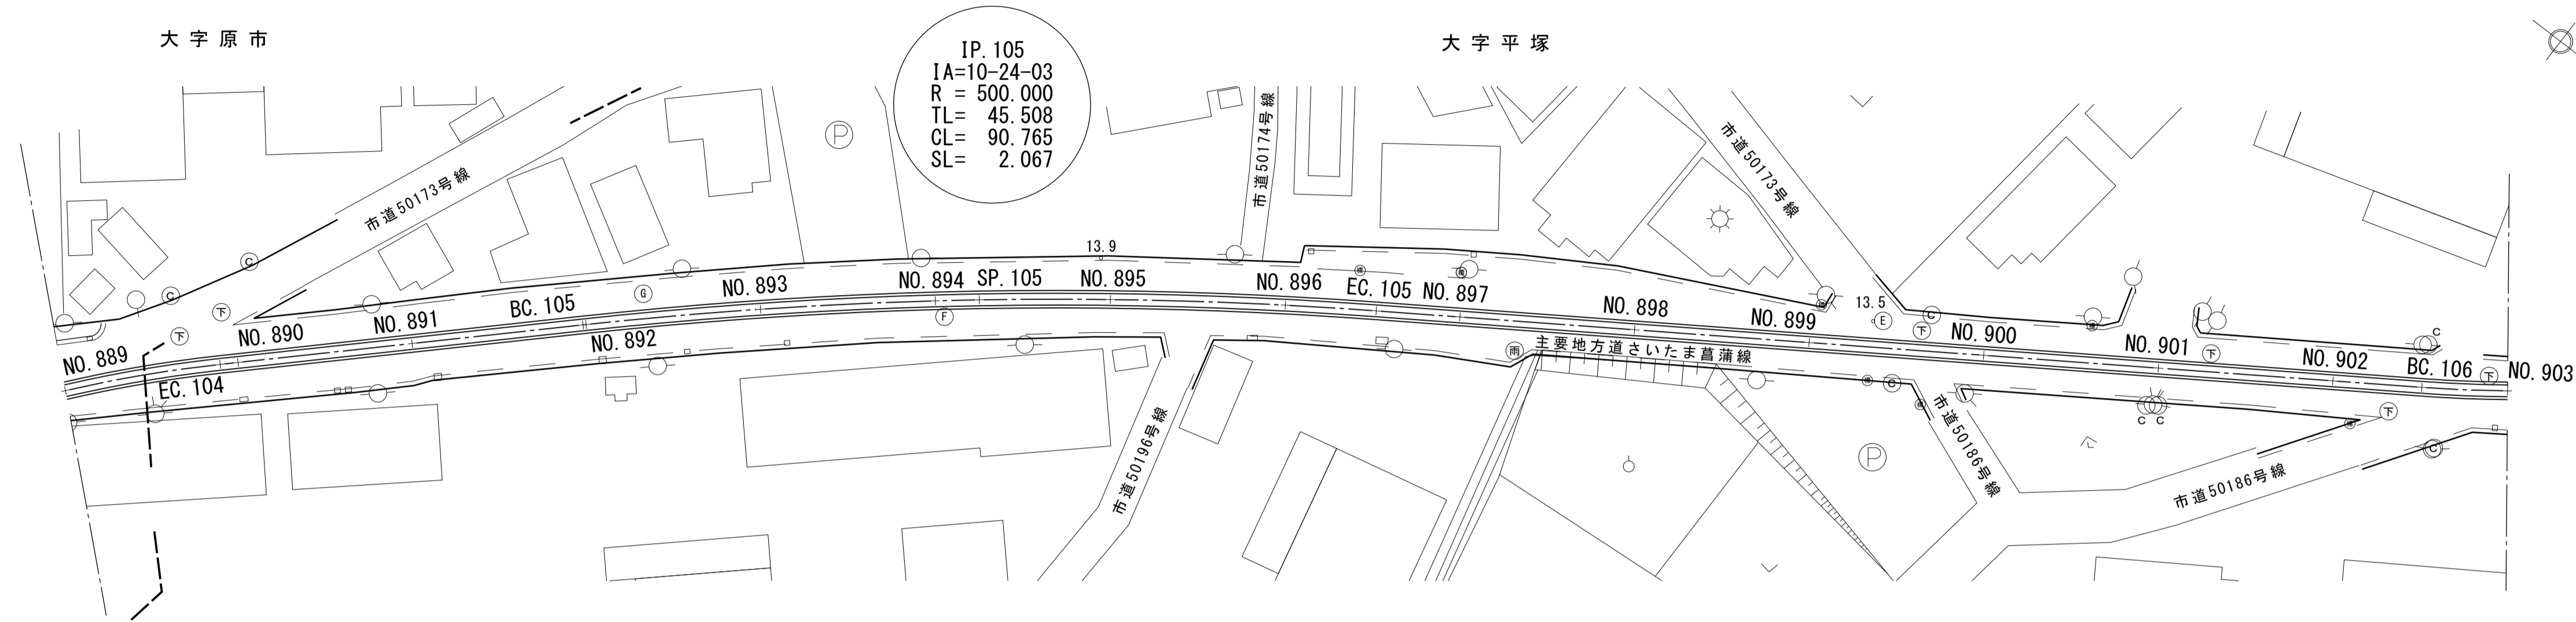 大字原市
大字平塚
IP.105
IA=10-24-03
R = 500.000
TL= 45.508
CL= 90.765
SL= 2.067
市道50173号線
市道50174号線
市道50173号線
P
C
C
下
下
G
13.9
13.5
E
下
C
下
C
下
NO.889
NO.890
NO.891
BC.105
NO.892
NO.893
NO.894
SP.105
NO.895
NO.896
EC.105
NO.897
NO.898
NO.899
NO.900
NO.901
NO.902
BC.106
NO.903
EC.104
F
雨
主要地方道さいたま菖蒲線
C
C
C
下
C
市道50196号線
P
市道50186号線
市道50186号線